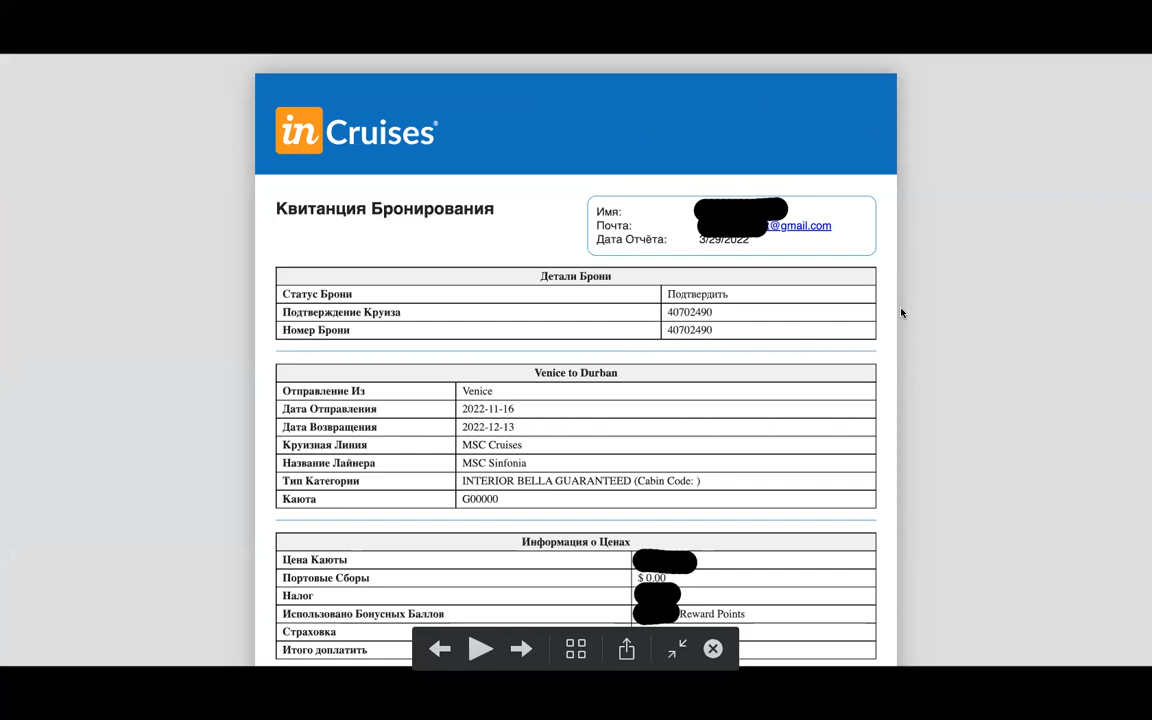 in Cruises®
Квитанция Бронирования
Имя:
Почта: @gmail.com
Дата Отчёта: 3/29/2022
Детали Брони
Статус Брони Подтвердить
Подтверждение Круиза 40702490
Номер Брони 40702490
Venice to Durban
Отправление Из Venice
Дата Отправления 2022-11-16
Дата Возвращения 2022-12-13
Круизная Линия MSC Cruises
Название Лайнера MSC Sinfonia
Тип Категории INTERIOR BELLA GUARANTEED (Cabin Code: )
Каюта G00000
Информация о Ценах
Цена Каюты
Портовые Сборы $ 0.00
Налог
Использовано Бонусных Баллов Reward Points
Страховка
Итого доплатить